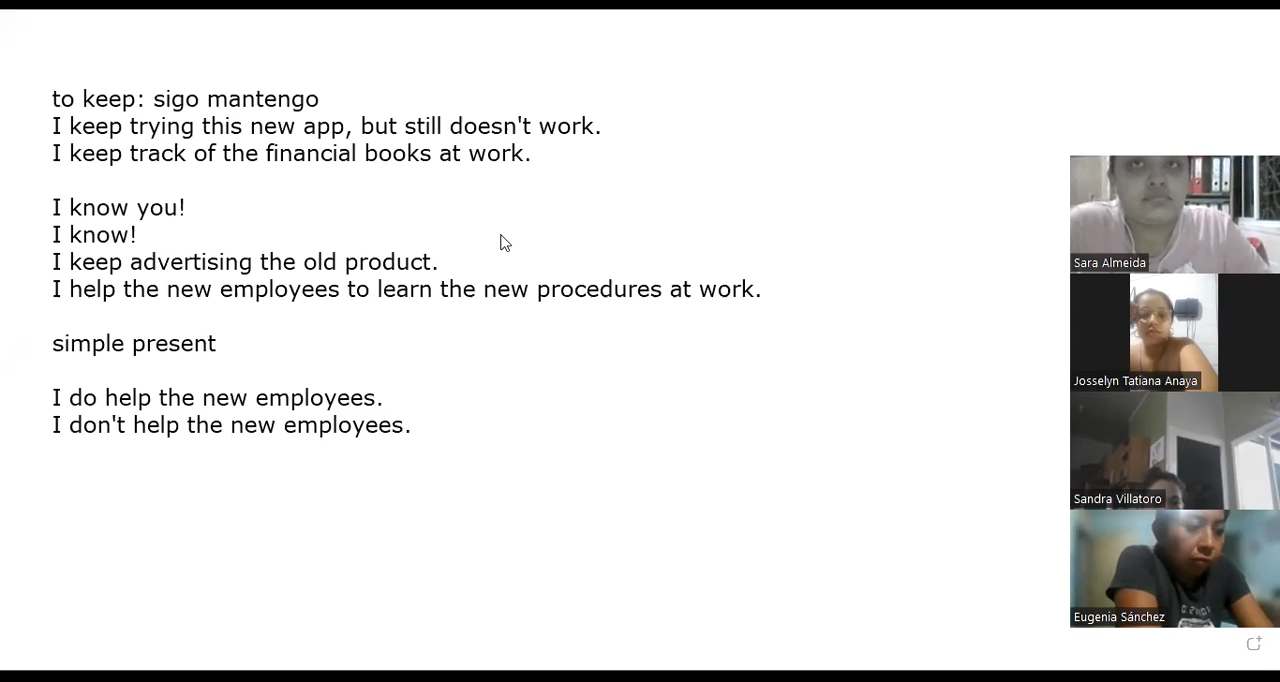 to keep: sigo mantengo
I keep trying this new app, but still doesn't work.
I keep track of the financial books at work.
I know you!
I know!
I keep advertising the old product.
I help the new employees to learn the new procedures at work.
simple present
I do help the new employees.
I don't help the new employees.
Sara Almeida
Josselyn Tatiana Anaya
Sandra Villatoro
Eugenia Sánchez